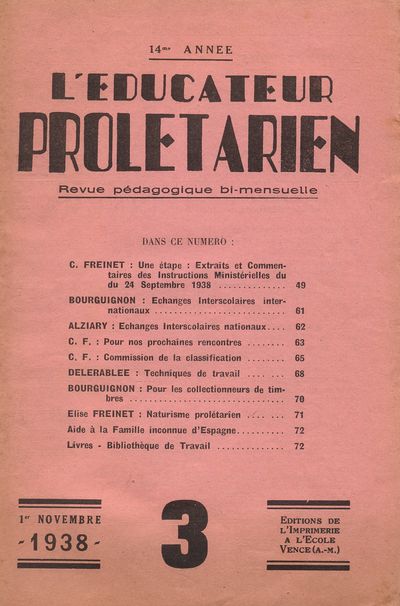 14me ANNEE
L'EDUCATEUR
PROLETARIEN
Revue pédagogique bi-mensuelle
DANS CE NUMERO :
C. FREINET : Une étape : Extraits et Commen-
taires des Instructions Ministérielles du
du 24 Septembre 1938 .............. 49
BOURGUIGNON : Echanges Interscolaires inter-
nationaux ........................... 61
ALZIARY : Echanges Interscolaires nationaux.... 62
C. F. : Pour nos prochaines rencontres ........ 63
C. F. : Commission de la classification ........ 65
DELERABLEE : Techniques de travail .... .... 68
BOURGUIGNON : Pour les collectionneurs de tim-
bres ................................ 70
Elise FREINET : Naturisme prolétarien .... ... 71
Aide à la Famille inconnue d'Espagne.......... 72
Livres - Bibliothèque de Travail .............. 72
1er NOVEMBRE
- 1938 -
3
EDITIONS DE
L'IMPRIMERIE
A L'ECOLE
VENCE (A.-M.)